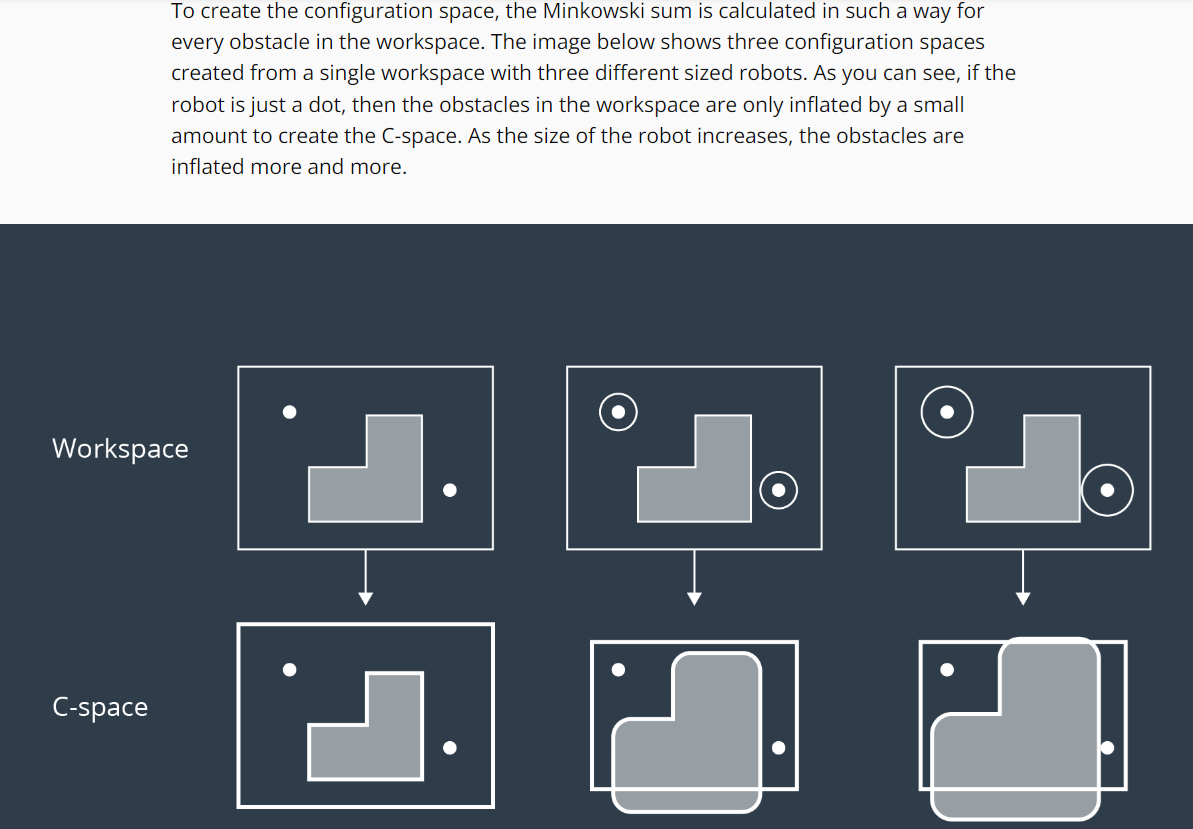 To create the configuration space, the Minkowski sum is calculated in such a way for
every obstacle in the workspace. The image below shows three configuration spaces
created from a single workspace with three different sized robots. As you can see, if the
robot is just a dot, then the obstacles in the workspace are only inflated by a small
amount to create the C-space. As the size of the robot increases, the obstacles are
inflated more and more.
Workspace
C-space